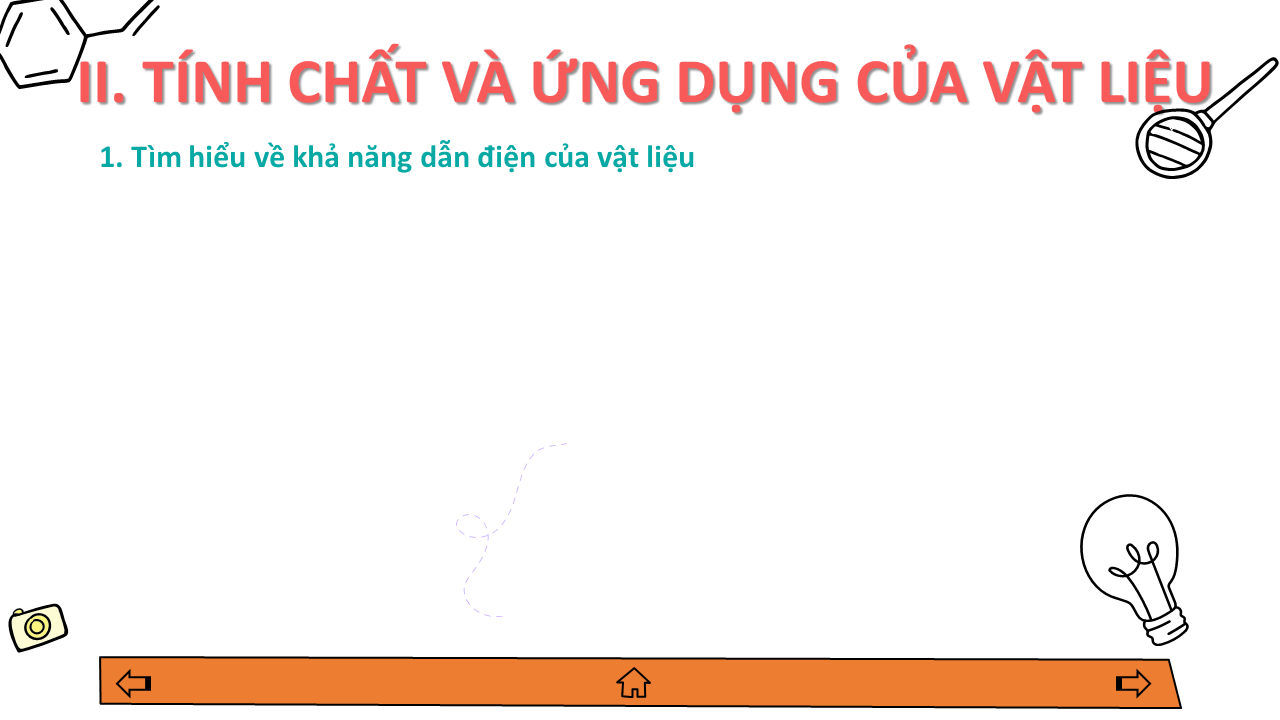 II. TÍNH CHẤT VÀ ỨNG DỤNG CỦA VẬT LIỆU
1. Tìm hiểu về khả năng dẫn điện của vật liệu